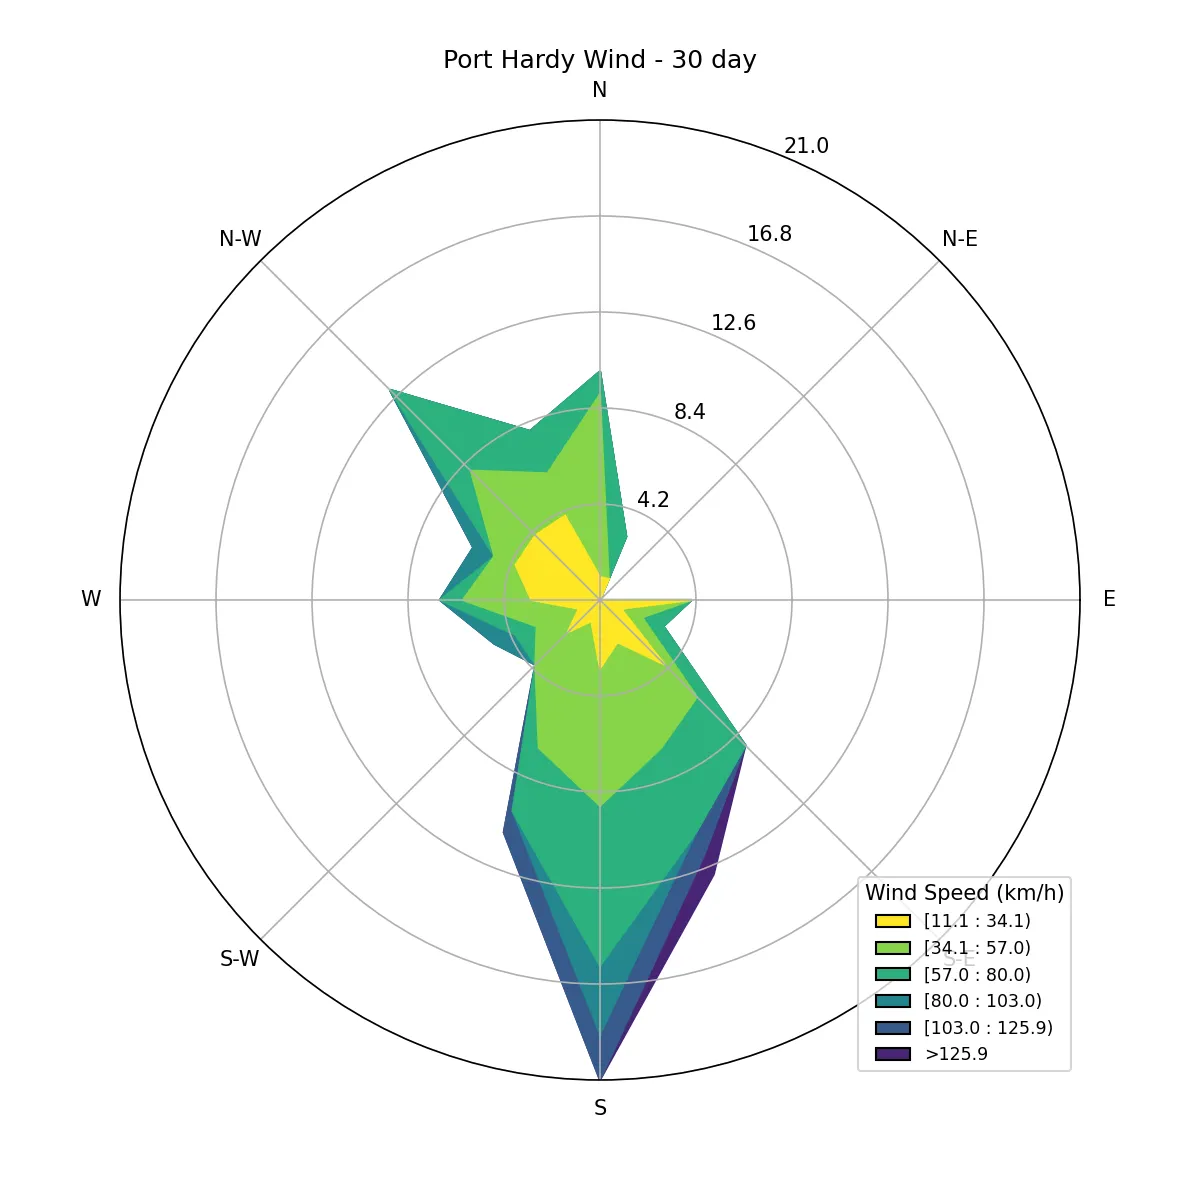 Port Hardy Wind - 30 day
N
21.0
16.8
N-W
N-E
12.6
8.4
4.2
W
E
Wind Speed (km/h)
[11.1 : 34.1)
[34.1 : 57.0)
S-W
S-E
[57.0 : 80.0)
[80.0 : 103.0)
[103.0 : 125.9)
>125.9
S